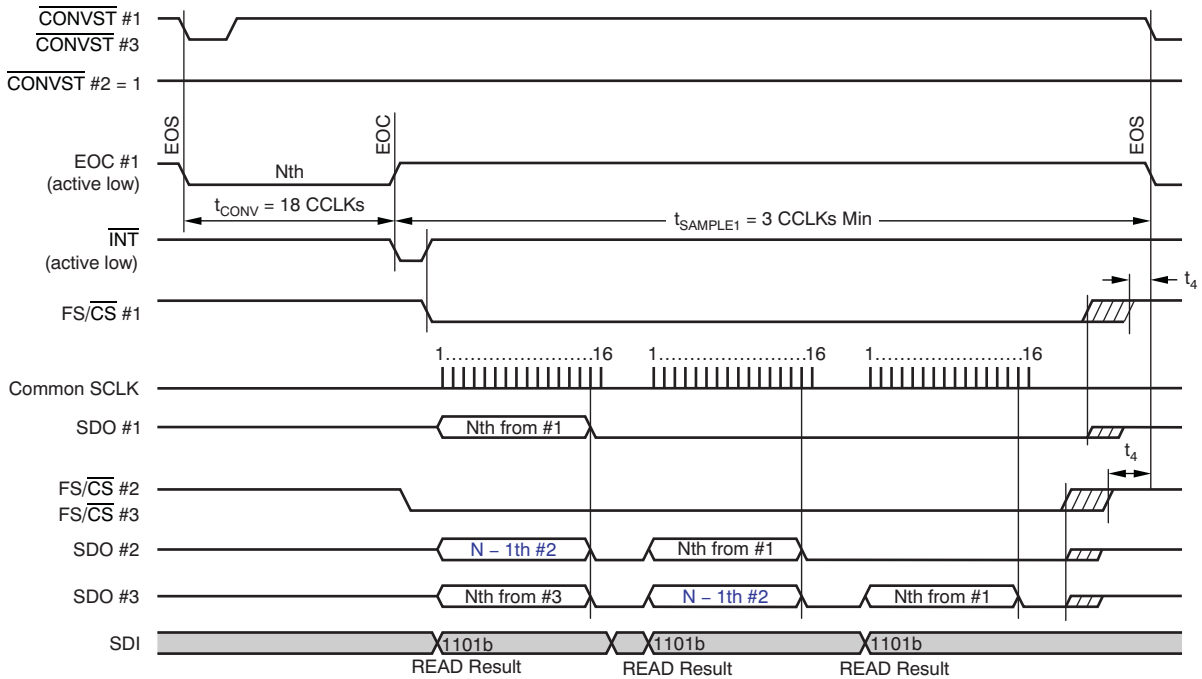 CONVST #1
CONVST #3
CONVST #2 = 1
EOS
EOC
EOS
EOC #1
(active low)
Nth
tCONV = 18 CCLKs
tSAMPLE1 = 3 CCLKs Min
INT
(active low)
t4
FS/CS #1
1..........................16
1..........................16
1..........................16
Common SCLK
SDO #1
Nth from #1
t4
FS/CS #2
FS/CS #3
SDO #2
N – 1th #2
Nth from #1
SDO #3
Nth from #3
N – 1th #2
Nth from #1
SDI
1101b
1101b
1101b
READ Result
READ Result
READ Result